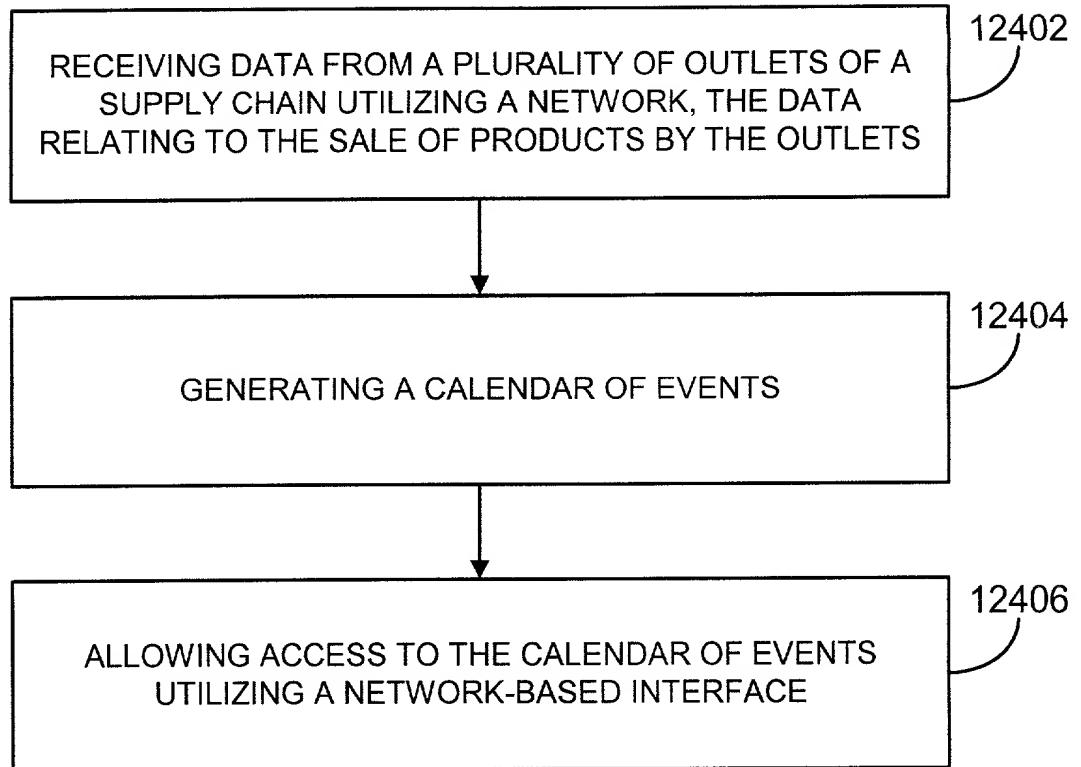 12402
RECEIVING DATA FROM A PLURALITY OF OUTLETS OF A
SUPPLY CHAIN UTILIZING A NETWORK, THE DATA
RELATING TO THE SALE OF PRODUCTS BY THE OUTLETS
12404
GENERATING A CALENDAR OF EVENTS
12406
ALLOWING ACCESS TO THE CALENDAR OF EVENTS
UTILIZING A NETWORK-BASED INTERFACE